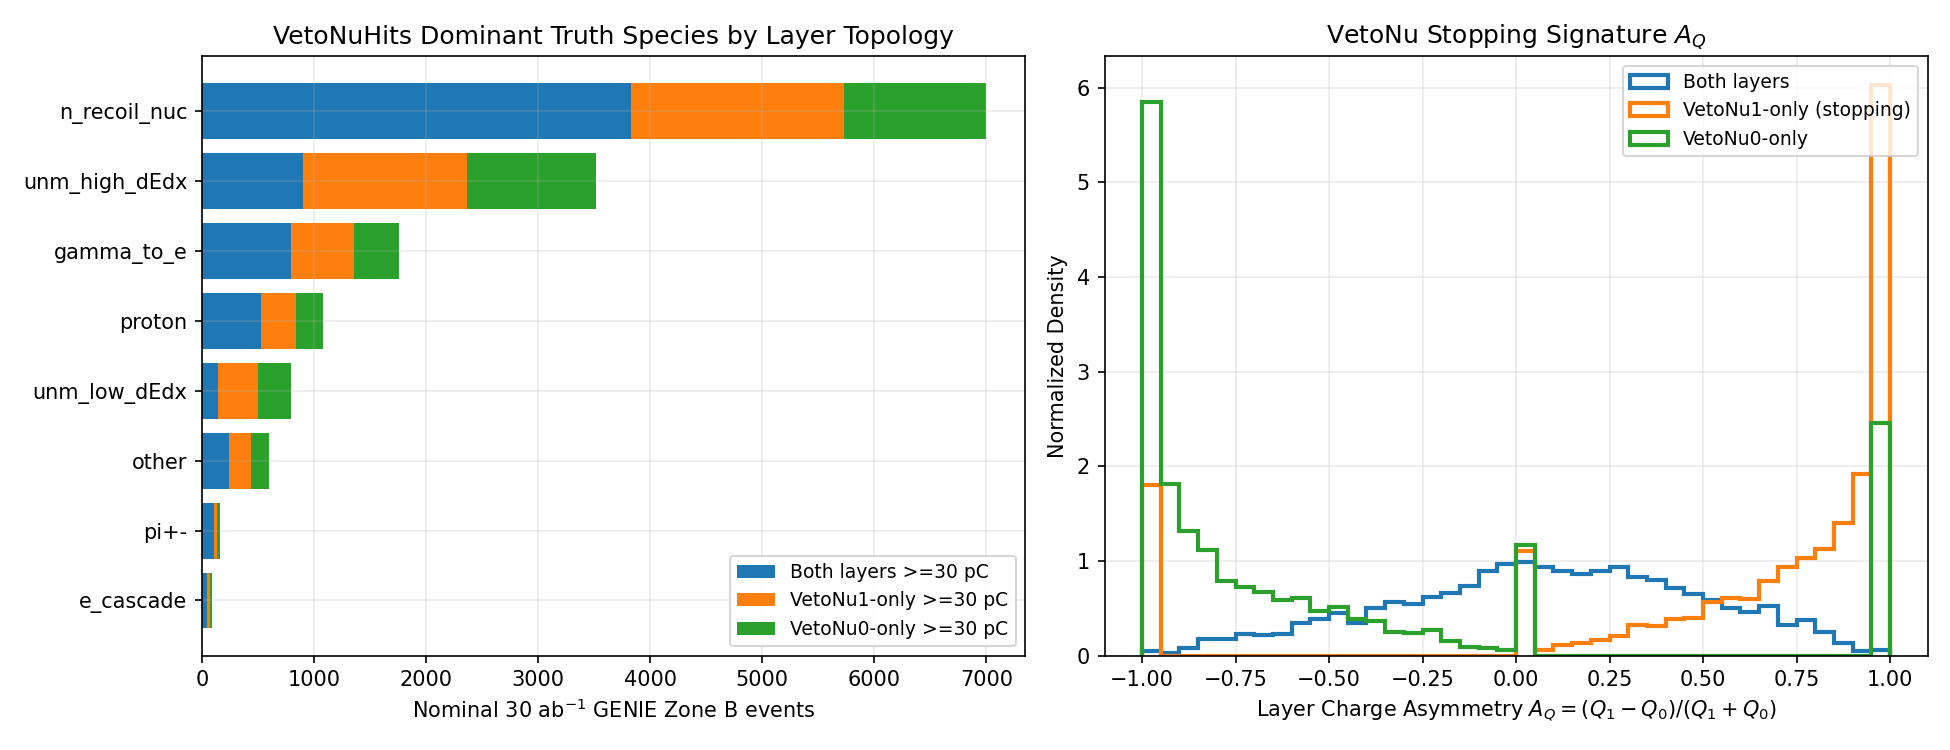 VetoNuHits Dominant Truth Species by Layer Topology
n_recoil_nuc
unm_high_dEdx
gamma_to_e
proton
unm_low_dEdx
other
pi+-
e_cascade
Both layers >=30 pC
VetoNu1-only >=30 pC
VetoNu0-only >=30 pC
0 1000 2000 3000 4000 5000 6000 7000
Nominal 30 ab⁻¹ GENIE Zone B events
VetoNu Stopping Signature A_Q
Both layers
VetoNu1-only (stopping)
VetoNu0-only
Normalized Density
6
5
4
3
2
1
0
−1.00 −0.75 −0.50 −0.25 0.00 0.25 0.50 0.75 1.00
Layer Charge Asymmetry A_Q = (Q₁ − Q₀)/(Q₁ + Q₀)